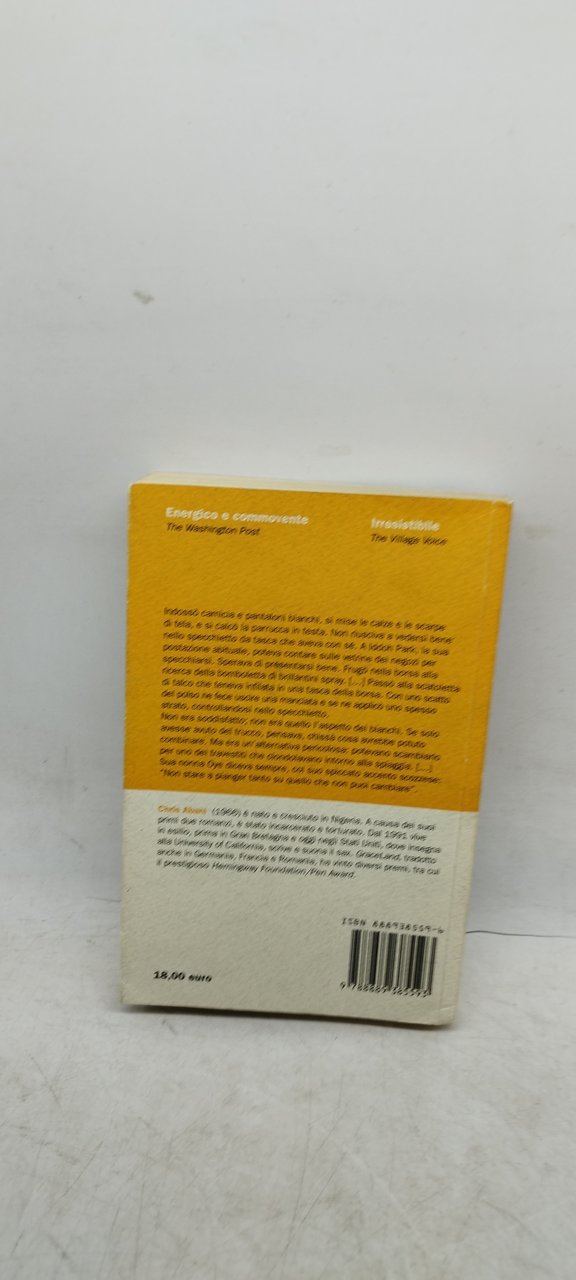 Energico e commovente
The Washington Post
Irresistibile
The Village Voice
Indossò camicia e pantaloni bianchi, si mise le calze e le scarpe
di tela, e si calcò la parrucca in testa. Non riusciva a vedersi bene
nello specchietto da tasca che aveva con sé. A Iddon Park, la sua
postazione abituale, poteva contare sulle vetrine dei negozi per
specchiarsi. Sperava di presentarsi bene. Frugò nella borsa alla
ricerca della bomboletta di brillantini spray. [...] Passò alla scatoletta
di talco che teneva infilata in una tasca della borsa. Con uno scatto
del polso ne fece uscire una manciata e se ne applicò uno spesso
strato, controllandosi nello specchietto.
Non era soddisfatto; non era quello l'aspetto dei bianchi. Se solo
avesse avuto del trucco, pensava, chissà cosa avrebbe potuto
combinare. Ma era un'alternativa pericolosa: potevano scambiarlo
per uno dei travestiti che ciondolavano intorno alla spiaggia. [...]
Sua nonna Oye diceva sempre, col suo spiccato accento scozzese:
"Non stare a pianger tanto su quello che non puoi cambiare".
Chris Abani (1966) è nato e cresciuto in Nigeria. A causa dei suoi
primi due romanzi, è stato incarcerato e torturato. Dal 1991 vive
in esilio, prima in Gran Bretagna e oggi negli Stati Uniti, dove insegna
alla University of California, scrive e suona il sax. GraceLand, tradotto
anche in Germania, Francia e Romania, ha vinto diversi premi, tra cui
il prestigioso Hemingway Foundation/Pen Award.
ISBN 888938559-6
9 788889 385593
18,00 euro